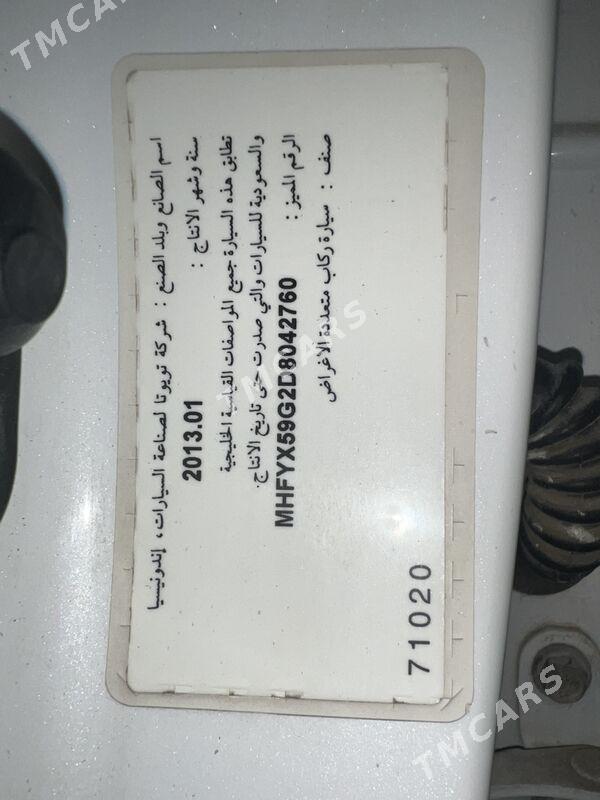 اسم الصانع وبلد الصنع : شركة تويوتا لصناعة السيارات، إندونيسيا
سنة وشهر الانتاج : 2013.01
تطابق هذه السيارة جميع المواصفات القياسية الخليجية
والسعودية للسيارات والتي صدرت حتى تاريخ الانتاج.
الرقم المميز : MHFYX59G2D8042760
صنف : سيارة ركاب متعددة الاغراض
71020
TMCARS
TMCARS
TMCARS